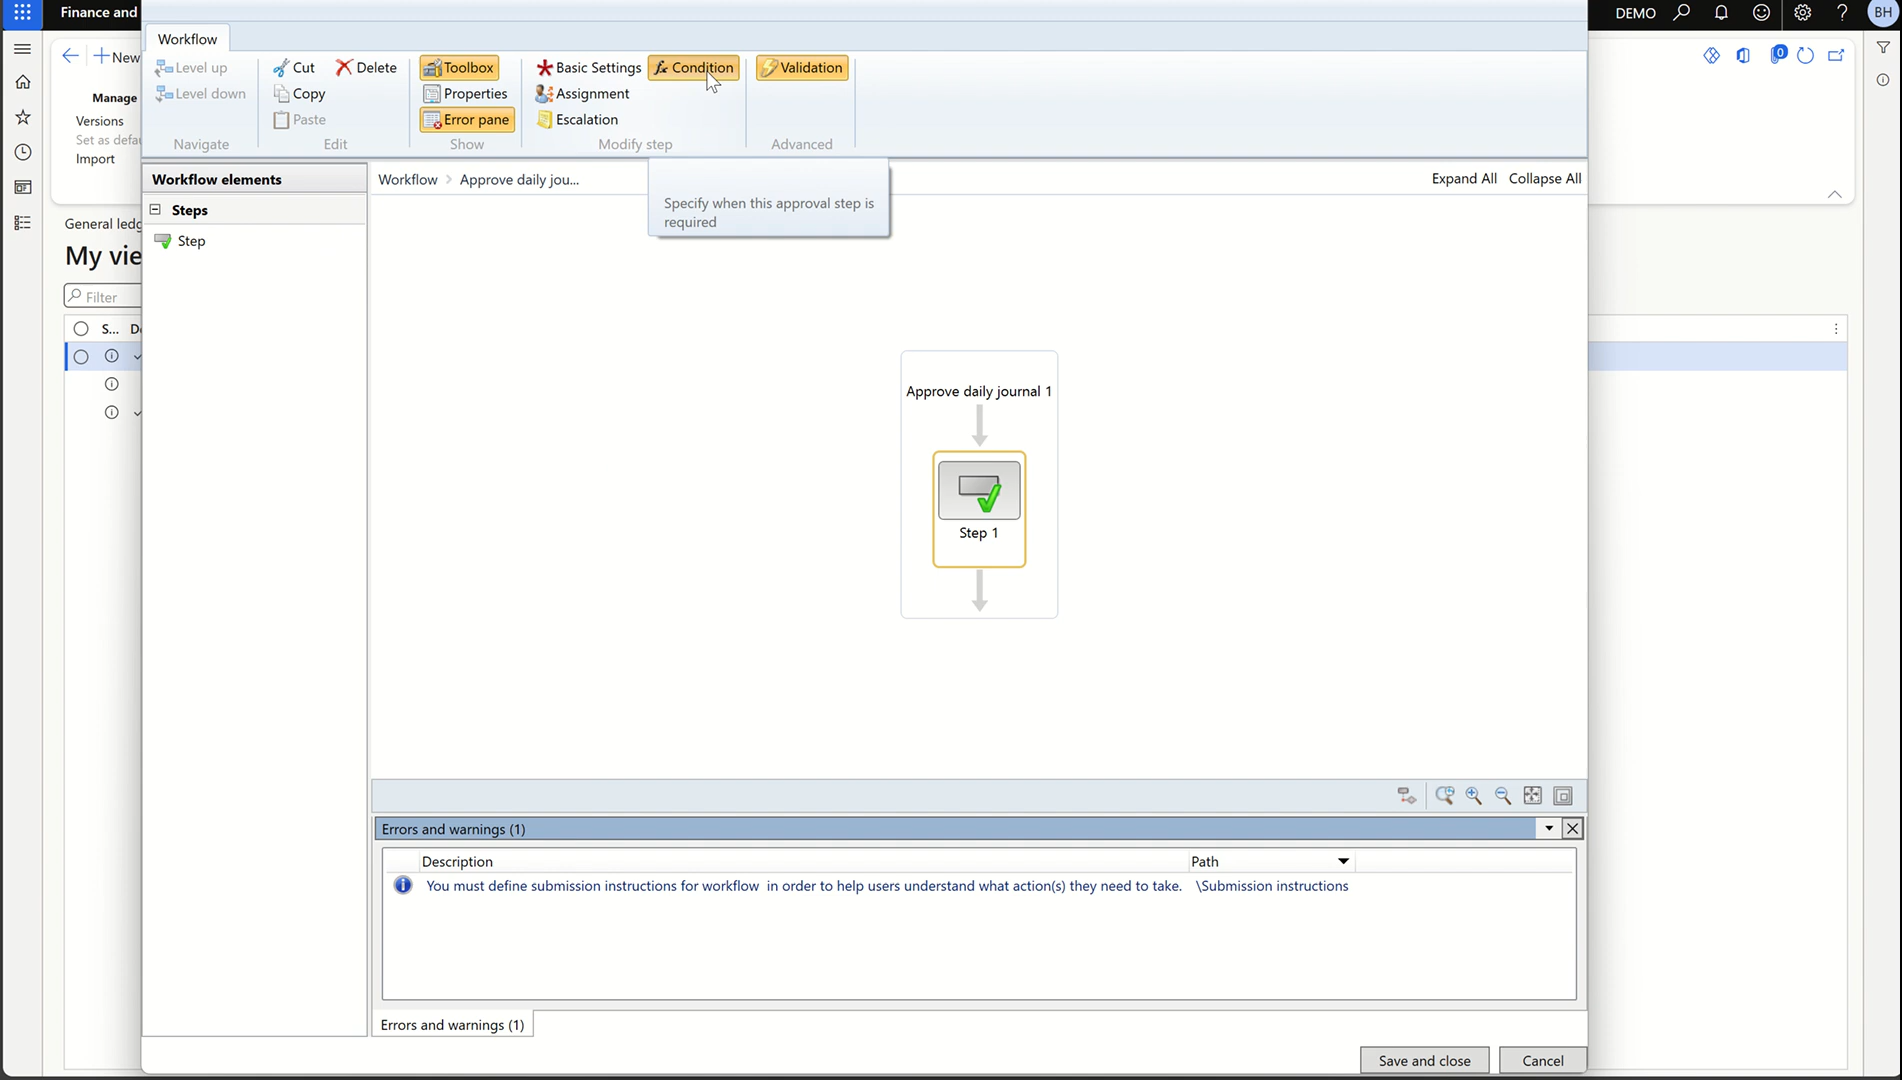 Finance and
DEMO
BH
Workflow
New
Manage
Versions
Set as defau
Import
Level up
Level down
Navigate
Cut
Delete
Copy
Paste
Edit
Toolbox
Properties
Error pane
Show
Basic Settings
Condition
Assignment
Escalation
Modify step
Validation
Advanced
0
Workflow elements
Workflow > Approve daily jou...
Expand All Collapse All
Specify when this approval step is
required
Steps
Step
General ledg
My vie
Filter
S... D
Approve daily journal 1
Step 1
Errors and warnings (1)
Description Path
You must define submission instructions for workflow in order to help users understand what action(s) they need to take. \Submission instructions
Errors and warnings (1)
Save and close Cancel